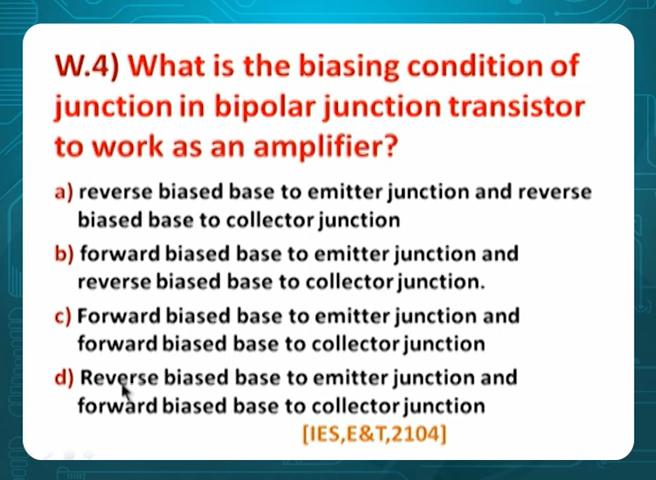 W.4) What is the biasing condition of
junction in bipolar junction transistor
to work as an amplifier?
a) reverse biased base to emitter junction and reverse
biased base to collector junction
b) forward biased base to emitter junction and
reverse biased base to collector junction.
c) Forward biased base to emitter junction and
forward biased base to collector junction
d) Reverse biased base to emitter junction and
forward biased base to collector junction
[IES,E&T,2104]